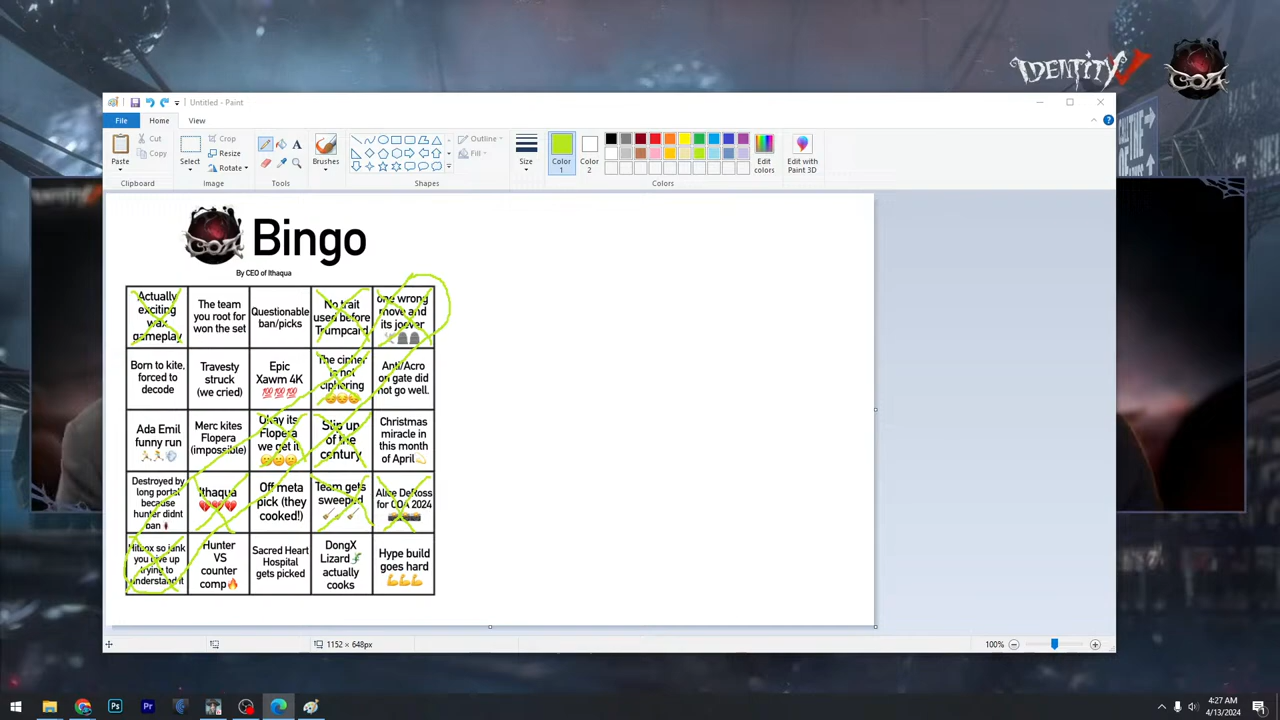 IDENTITY V
COA
Untitled - Paint
File
Home
View
Paste
Cut
Copy
Clipboard
Select
Crop
Resize
Rotate
Image
Tools
Brushes
Shapes
Outline
Fill
Size
Color
1
Color
2
Edit
colors
Colors
Edit with
Paint 3D
COA
Bingo
By CEO of Ithaqua
Actually
exciting
wax
gameplay
The team
you root for
won the set
Questionable
ban/picks
No trait
used before
Trumpcard
one wrong
move and
its joever
Born to kite,
forced to
decode
Travesty
struck
(we cried)
Epic
Xawm 4K
💯💯💯
The cipher
is not
ciphering
Anti/Acro
on gate did
not go well.
Ada Emil
funny run
Merc kites
Flopera
(impossible)
Okay its
Flopera
we get it
Slip up
of the
century
Christmas
miracle in
this month
of April💫
Destroyed by
long portal
because
hunter didnt
ban
Ithaqua
💔💔💔
Off meta
pick (they
cooked!)
Team gets
sweeped
Alice DeRoss
for COA 2024
Hitbox so jank
you give up
trying to
understand it
Hunter
VS
counter
comp🔥
Sacred Heart
Hospital
gets picked
DongX
Lizard🦎
actually
cooks
Hype build
goes hard
💪💪💪
1152 × 648px
100%
4:27 AM
4/13/2024